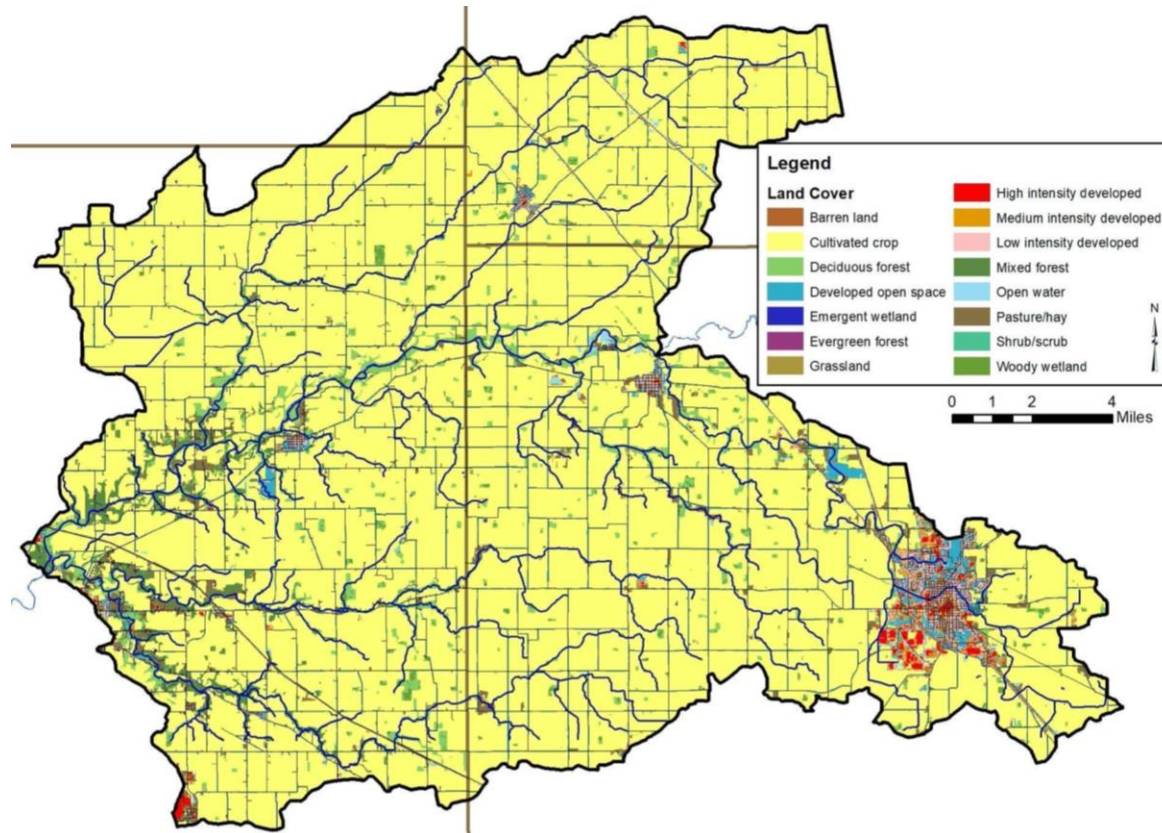 Legend
Land Cover
Barren land
Cultivated crop
Deciduous forest
Developed open space
Emergent wetland
Evergreen forest
Grassland
High intensity developed
Medium intensity developed
Low intensity developed
Mixed forest
Open water
Pasture/hay
Shrub/scrub
Woody wetland
N
0 1 2 4
Miles